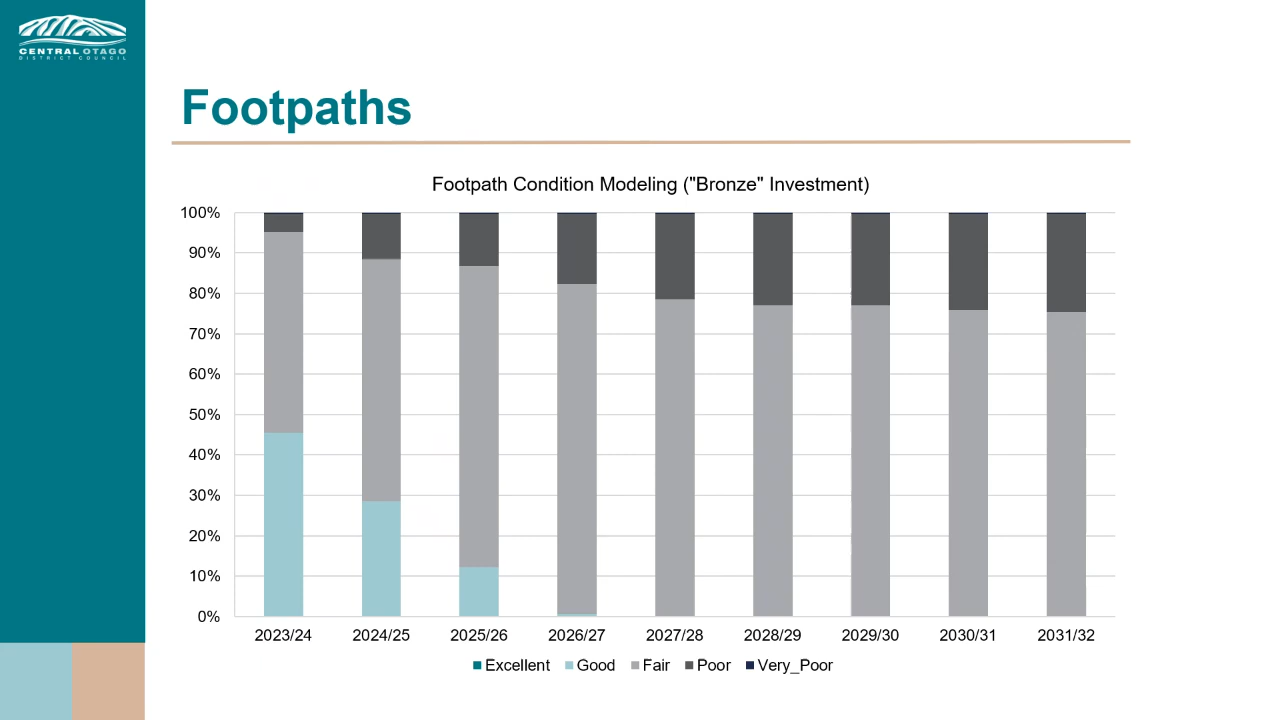 CENTRAL OTAGO
DISTRICT COUNCIL
Footpaths
Footpath Condition Modeling ("Bronze" Investment)
100%
90%
80%
70%
60%
50%
40%
30%
20%
10%
0%
2023/24 2024/25 2025/26 2026/27 2027/28 2028/29 2029/30 2030/31 2031/32
Excellent Good Fair Poor Very_Poor